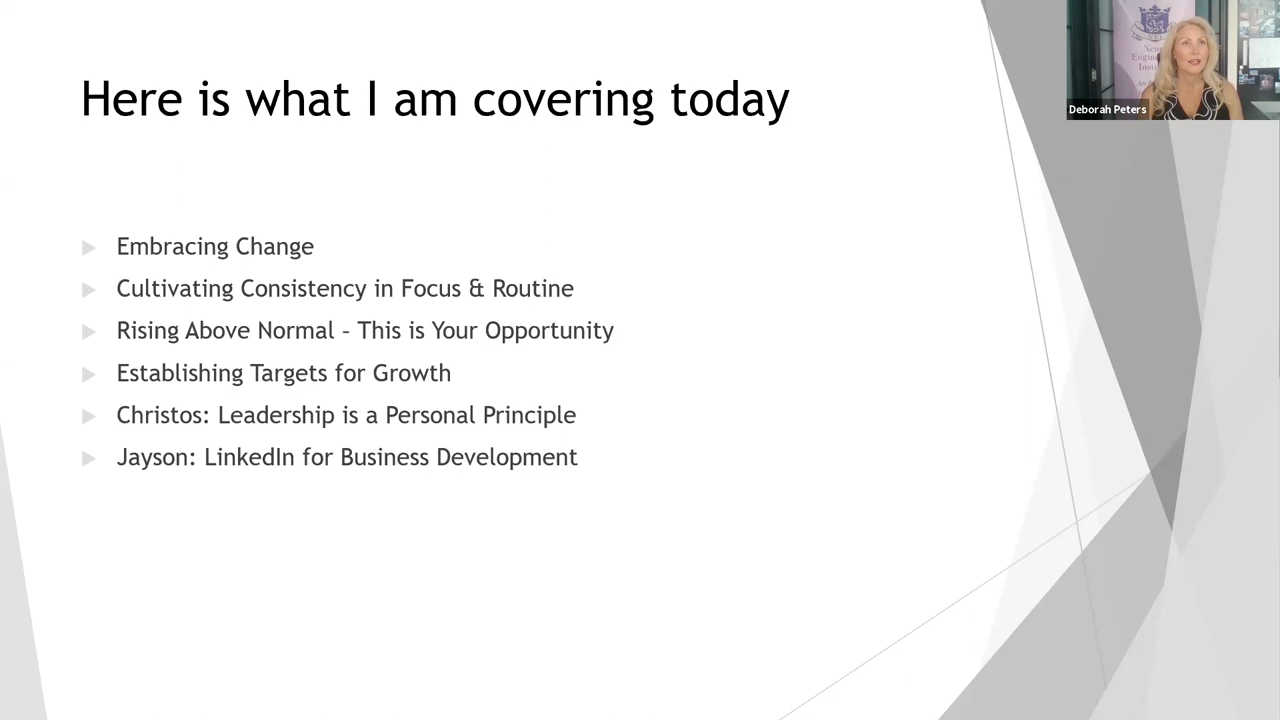 Here is what I am covering today
Embracing Change
Cultivating Consistency in Focus & Routine
Rising Above Normal – This is Your Opportunity
Establishing Targets for Growth
Christos: Leadership is a Personal Principle
Jayson: LinkedIn for Business Development
Deborah Peters